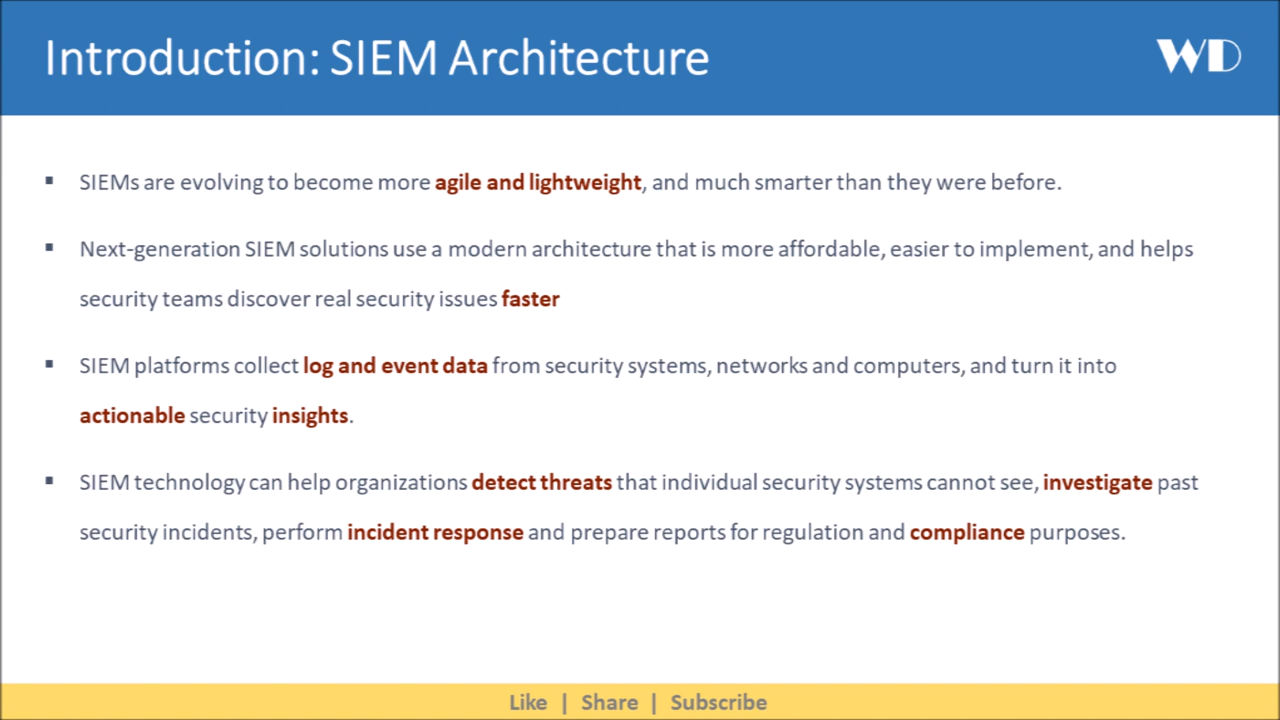 Introduction: SIEM Architecture
WD
▪ SIEMs are evolving to become more agile and lightweight, and much smarter than they were before.
▪ Next-generation SIEM solutions use a modern architecture that is more affordable, easier to implement, and helps
security teams discover real security issues faster
▪ SIEM platforms collect log and event data from security systems, networks and computers, and turn it into
actionable security insights.
▪ SIEM technology can help organizations detect threats that individual security systems cannot see, investigate past
security incidents, perform incident response and prepare reports for regulation and compliance purposes.
Like | Share | Subscribe